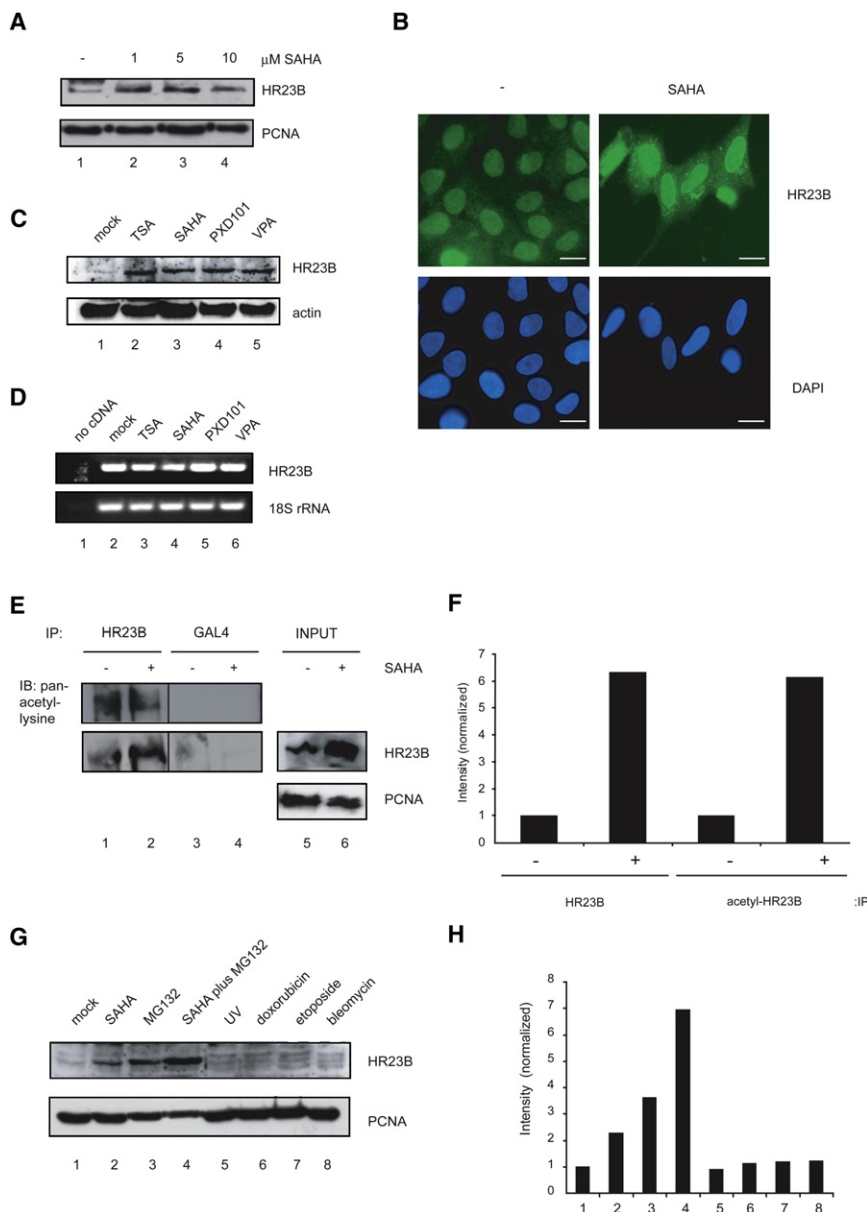 A
- 1 5 10 μM SAHA
HR23B
PCNA
1 2 3 4
B
- SAHA
HR23B
DAPI
C
mock TSA SAHA PXD101 VPA
HR23B
actin
1 2 3 4 5
D
no cDNA mock TSA SAHA PXD101 VPA
HR23B
18S rRNA
1 2 3 4 5 6
E
IP: HR23B GAL4 INPUT
- + - + - + SAHA
IB: pan-
acetyl-
lysine
HR23B
PCNA
1 2 3 4 5 6
F
Intensity (normalized)
7
6
5
4
3
2
1
0
- + - +
HR23B acetyl-HR23B :IP
G
mock SAHA MG132 SAHA plus MG132 UV doxorubicin etoposide bleomycin
HR23B
PCNA
1 2 3 4 5 6 7 8
H
Intensity (normalized)
8
7
6
5
4
3
2
1
0
1 2 3 4 5 6 7 8